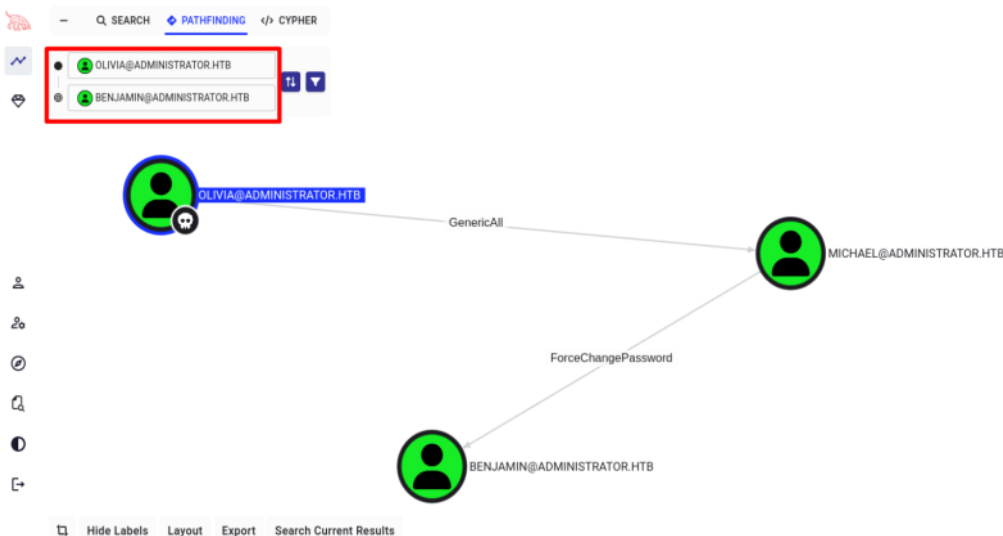 SEARCH PATHFINDING </> CYPHER
OLIVIA@ADMINISTRATOR.HTB
BENJAMIN@ADMINISTRATOR.HTB
OLIVIA@ADMINISTRATOR.HTB
GenericAll
MICHAEL@ADMINISTRATOR.HTB
ForceChangePassword
BENJAMIN@ADMINISTRATOR.HTB
Hide Labels Layout Export Search Current Results